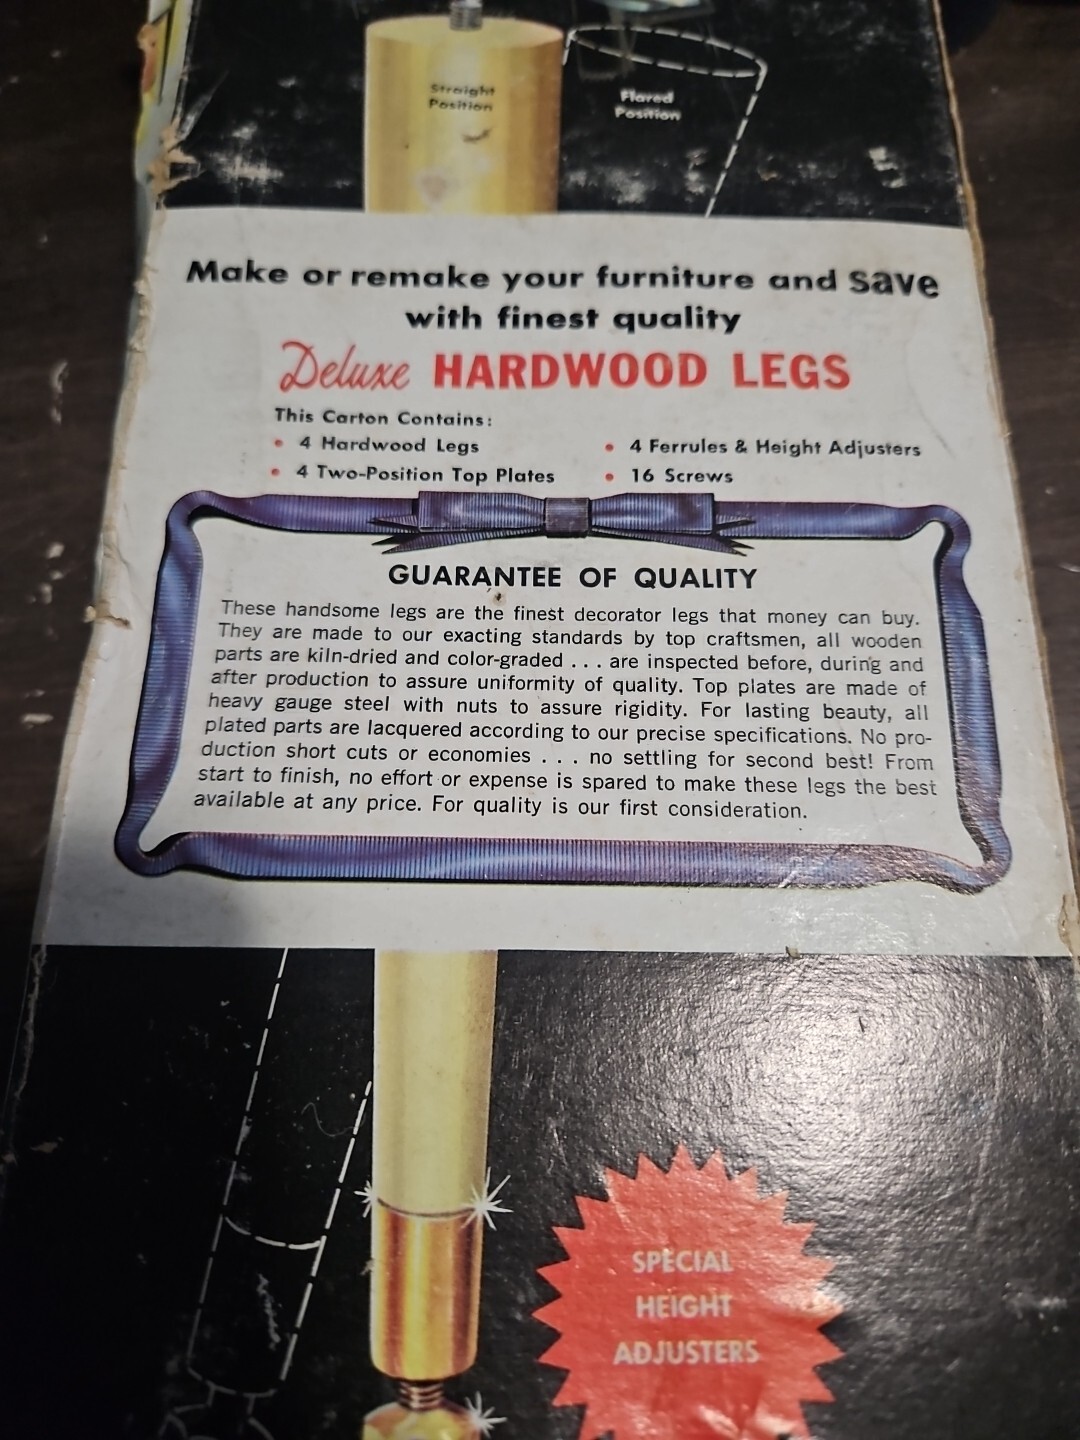 Straight
Position
Flared
Position
Make or remake your furniture and save
with finest quality
Deluxe HARDWOOD LEGS
This Carton Contains:
• 4 Hardwood Legs
• 4 Two-Position Top Plates
• 4 Ferrules & Height Adjusters
• 16 Screws
GUARANTEE OF QUALITY
These handsome legs are the finest decorator legs that money can buy.
They are made to our exacting standards by top craftsmen, all wooden
parts are kiln-dried and color-graded . . . are inspected before, during and
after production to assure uniformity of quality. Top plates are made of
heavy gauge steel with nuts to assure rigidity. For lasting beauty, all
plated parts are lacquered according to our precise specifications. No pro-
duction short cuts or economies . . . no settling for second best! From
start to finish, no effort or expense is spared to make these legs the best
available at any price. For quality is our first consideration.
SPECIAL
HEIGHT
ADJUSTERS